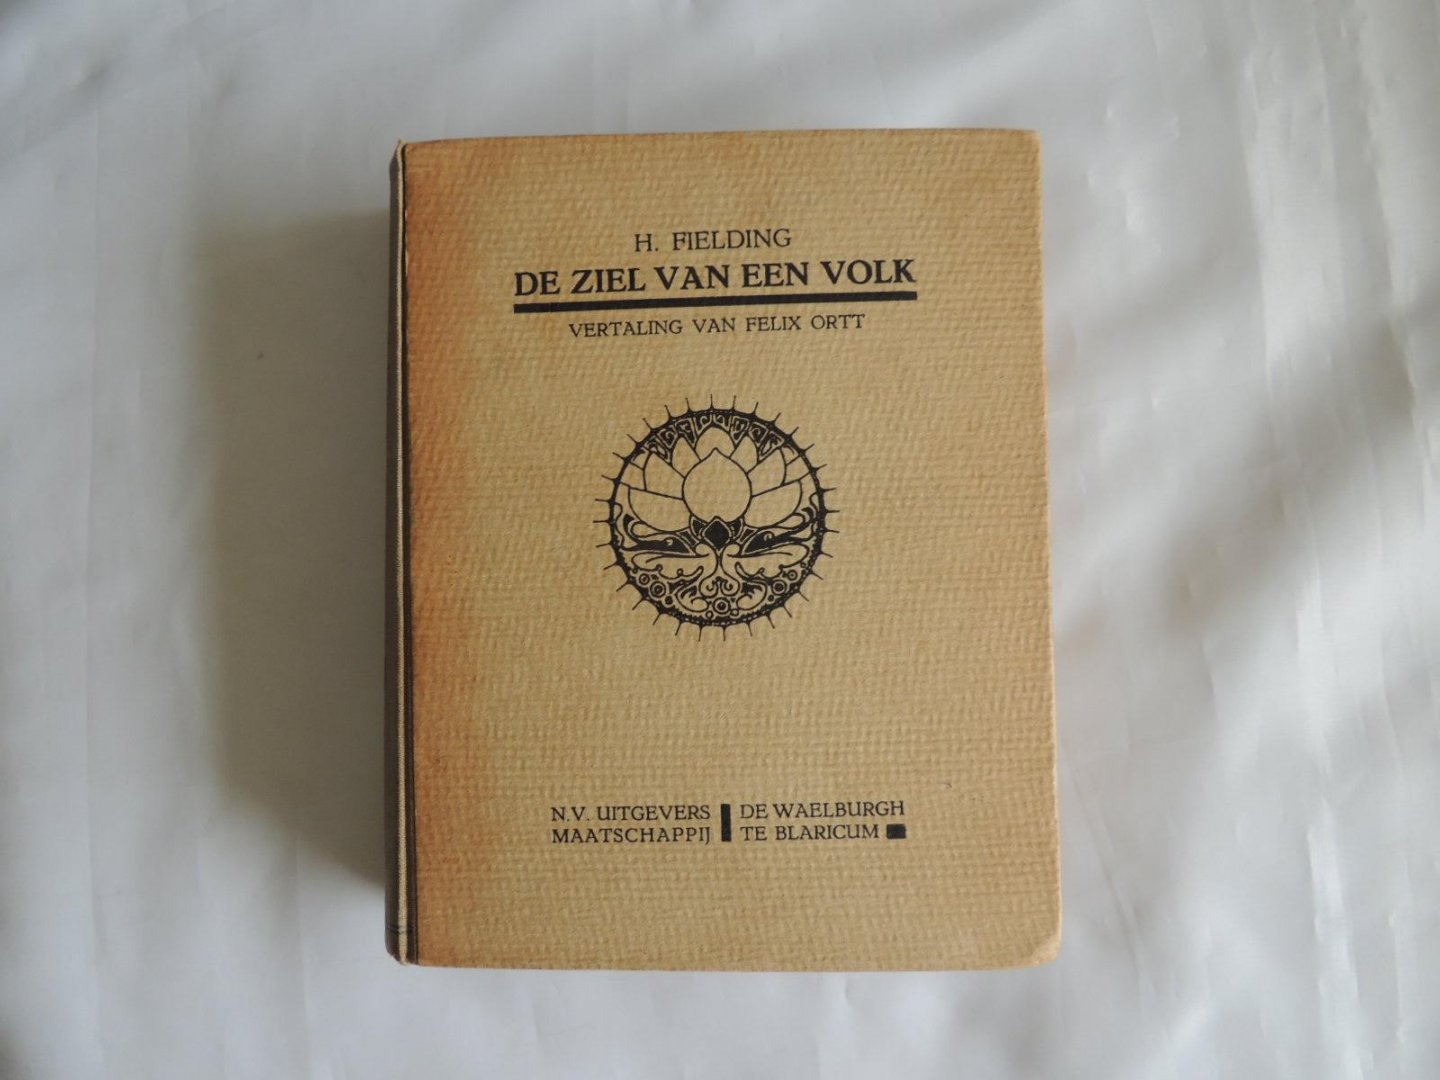 H. FIELDING
DE ZIEL VAN EEN VOLK
VERTALING VAN FELIX ORTT
N.V. UITGEVERS DE WAELBURGH
MAATSCHAPPIJ TE BLARICUM